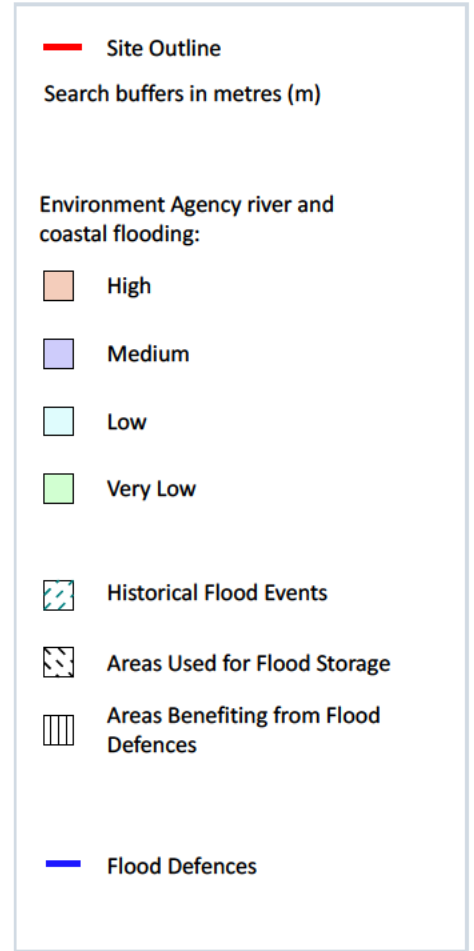 Site Outline
Search buffers in metres (m)
Environment Agency river and
coastal flooding:
High
Medium
Low
Very Low
Historical Flood Events
Areas Used for Flood Storage
Areas Benefiting from Flood
Defences
Flood Defences